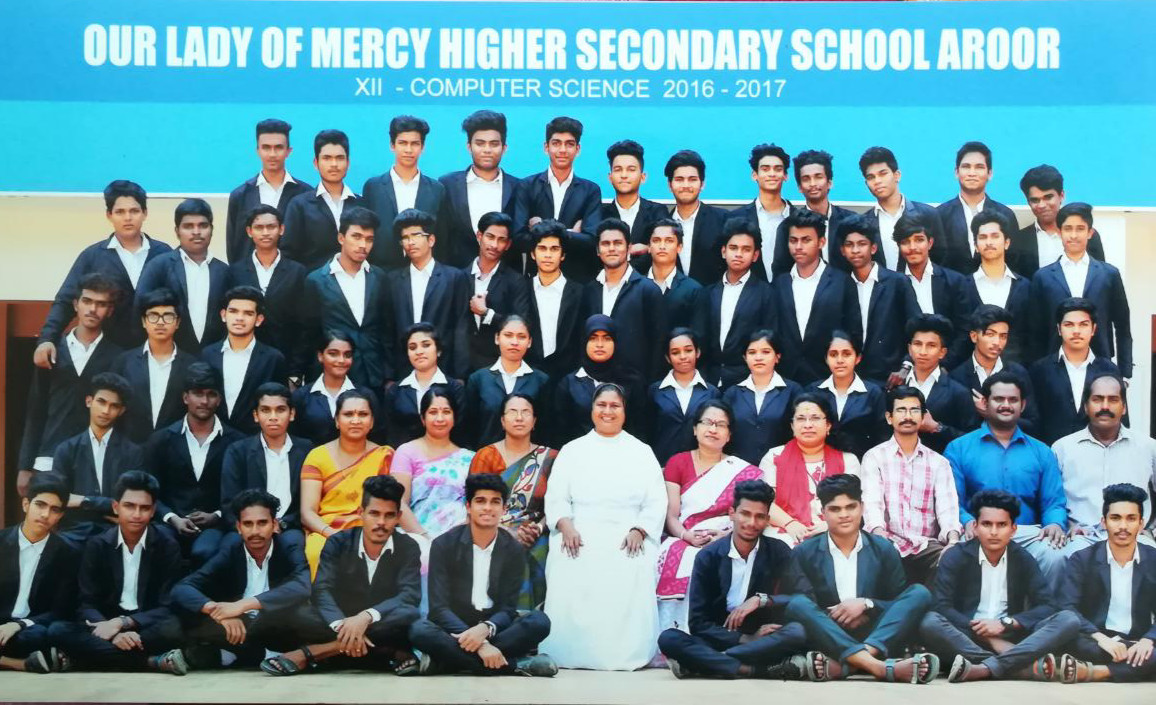 OUR LADY OF MERCY HIGHER SECONDARY SCHOOL AROOR
XII - COMPUTER SCIENCE 2016 - 2017